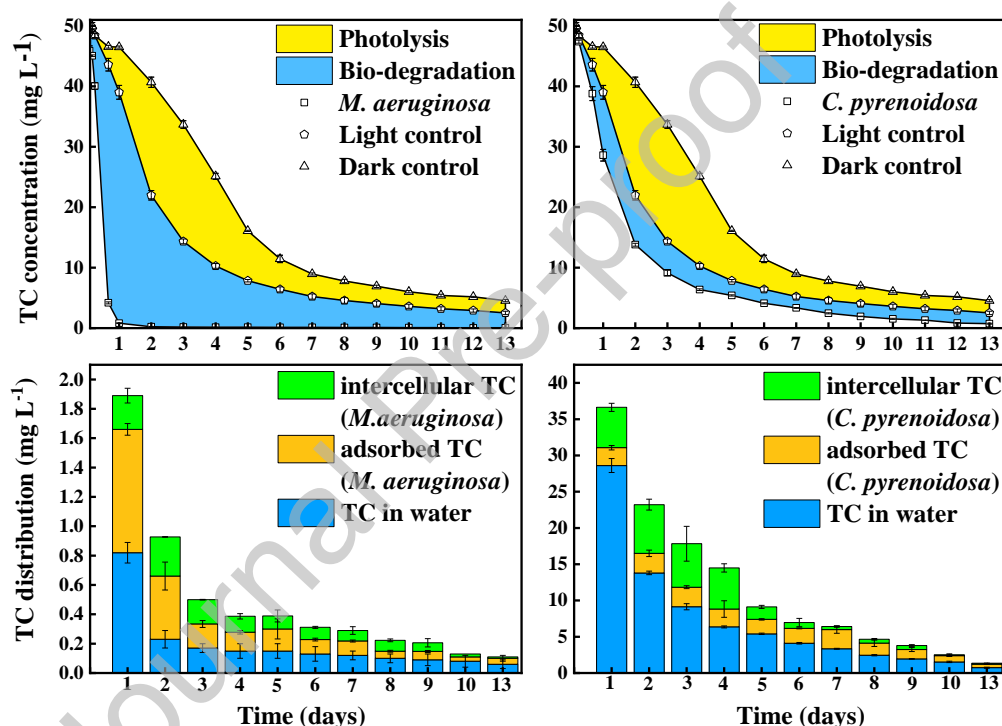 50
40
30
20
10
0
TC concentration (mg L-1)
Photolysis
Bio-degradation
M. aeruginosa
Light control
Dark control
1 2 3 4 5 6 7 8 9 10 11 12 13
50
40
30
20
10
0
Photolysis
Bio-degradation
C. pyrenoidosa
Light control
Dark control
1 2 3 4 5 6 7 8 9 10 11 12 13
2.0
1.8
1.6
1.4
1.2
1.0
0.8
0.6
0.4
0.2
0.0
TC distribution (mg L-1)
intercellular TC
(M.aeruginosa)
adsorbed TC
(M. aeruginosa)
TC in water
1 2 3 4 5 6 7 8 9 10 13
Time (days)
40
35
30
25
20
15
10
5
0
intercellular TC
(C. pyrenoidosa)
adsorbed TC
(C. pyrenoidosa)
TC in water
1 2 3 4 5 6 7 8 9 10 13
Time (days)
Journal Pre-proof